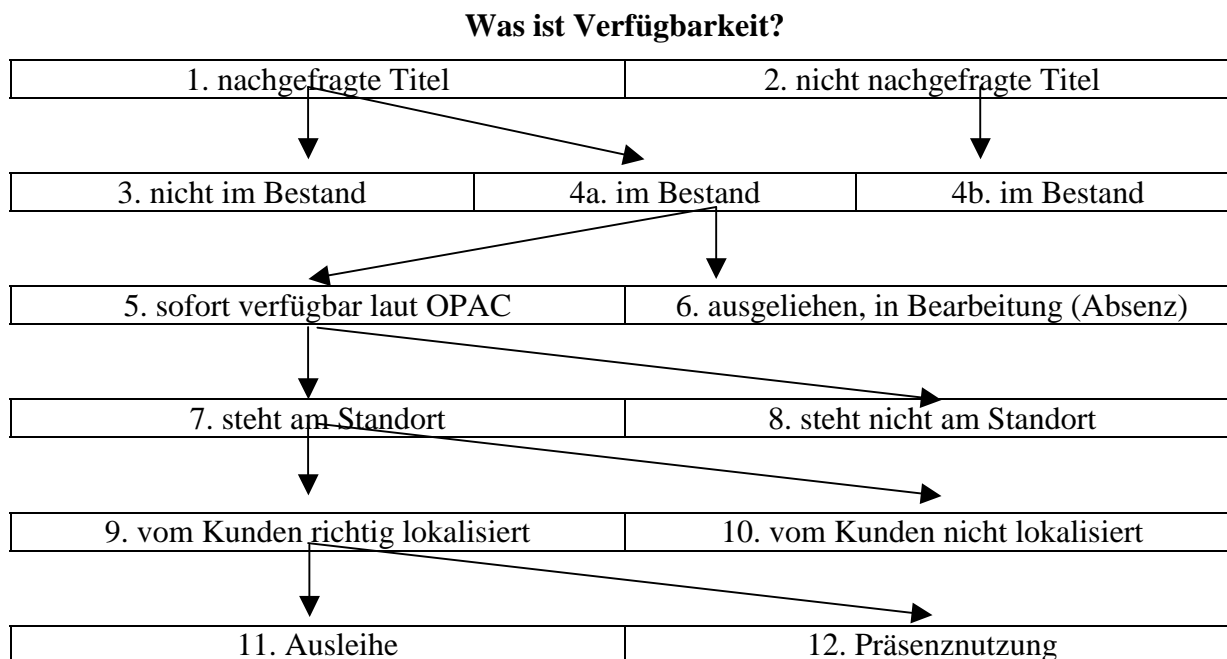 Was ist Verfügbarkeit?
1. nachgefragte Titel
2. nicht nachgefragte Titel
3. nicht im Bestand
4a. im Bestand
4b. im Bestand
5. sofort verfügbar laut OPAC
6. ausgeliehen, in Bearbeitung (Absenz)
7. steht am Standort
8. steht nicht am Standort
9. vom Kunden richtig lokalisiert
10. vom Kunden nicht lokalisiert
11. Ausleihe
12. Präsenznutzung